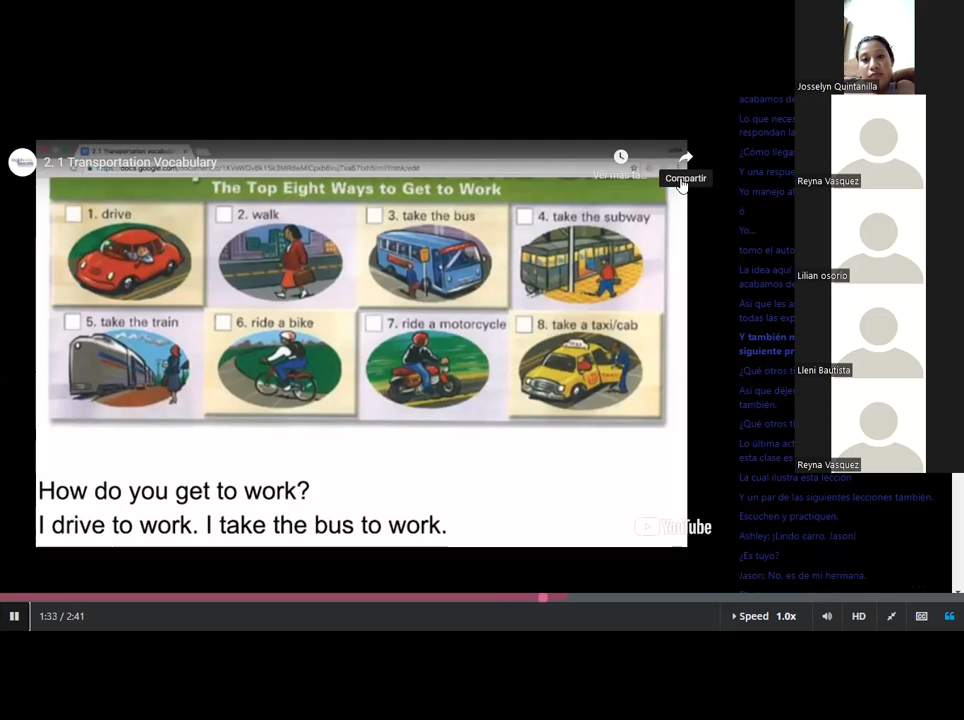 2. 1 Transportation Vocabulary
Ver más ta...
Compartir
The Top Eight Ways to Get to Work
1. drive
2. walk
3. take the bus
4. take the subway
5. take the train
6. ride a bike
7. ride a motorcycle
8. take a taxi/cab
How do you get to work?
I drive to work. I take the bus to work.
YouTube
1:33 / 2:41
Speed 1.0x
HD
CC
acabamos de
Lo que neces
respondan la
¿Cómo llegas
Y una respue
Yo manejo al
ó
Yo...
tomo el auto
La idea aquí
acabamos de
Así que les a
todas las exp
Y también m
siguiente pr
¿Qué otros ti
Así que dejen
también.
¿Qué otros ti
Lo última act
esta clase es
La cual ilustra esta lección
Y un par de las siguientes lecciones también.
Escuchen y practiquen.
Ashley: ¡Lindo carro, Jason!
¿Es tuyo?
Jason: No, es de mi hermana.
Josselyn Quintanilla
Reyna Vasquez
Lilian osorio
Lleni Bautista
Reyna Vasquez